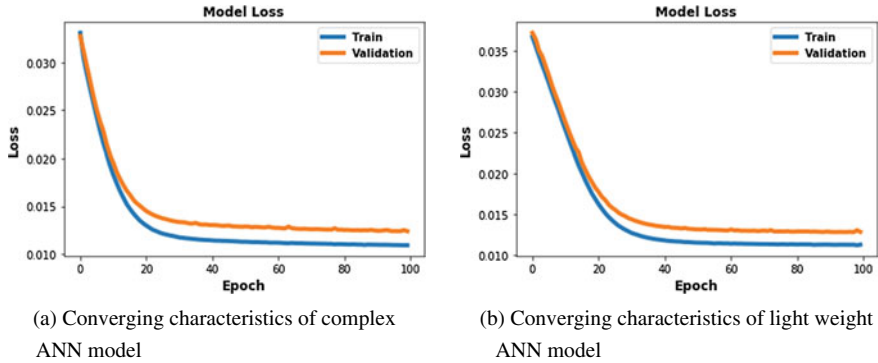 Model Loss
Train
Validation
0.030
0.025
0.020
0.015
0.010
Loss
0 20 40 60 80 100
Epoch
(a) Converging characteristics of complex
ANN model
Model Loss
Train
Validation
0.035
0.030
0.025
0.020
0.015
0.010
Loss
0 20 40 60 80 100
Epoch
(b) Converging characteristics of light weight
ANN model